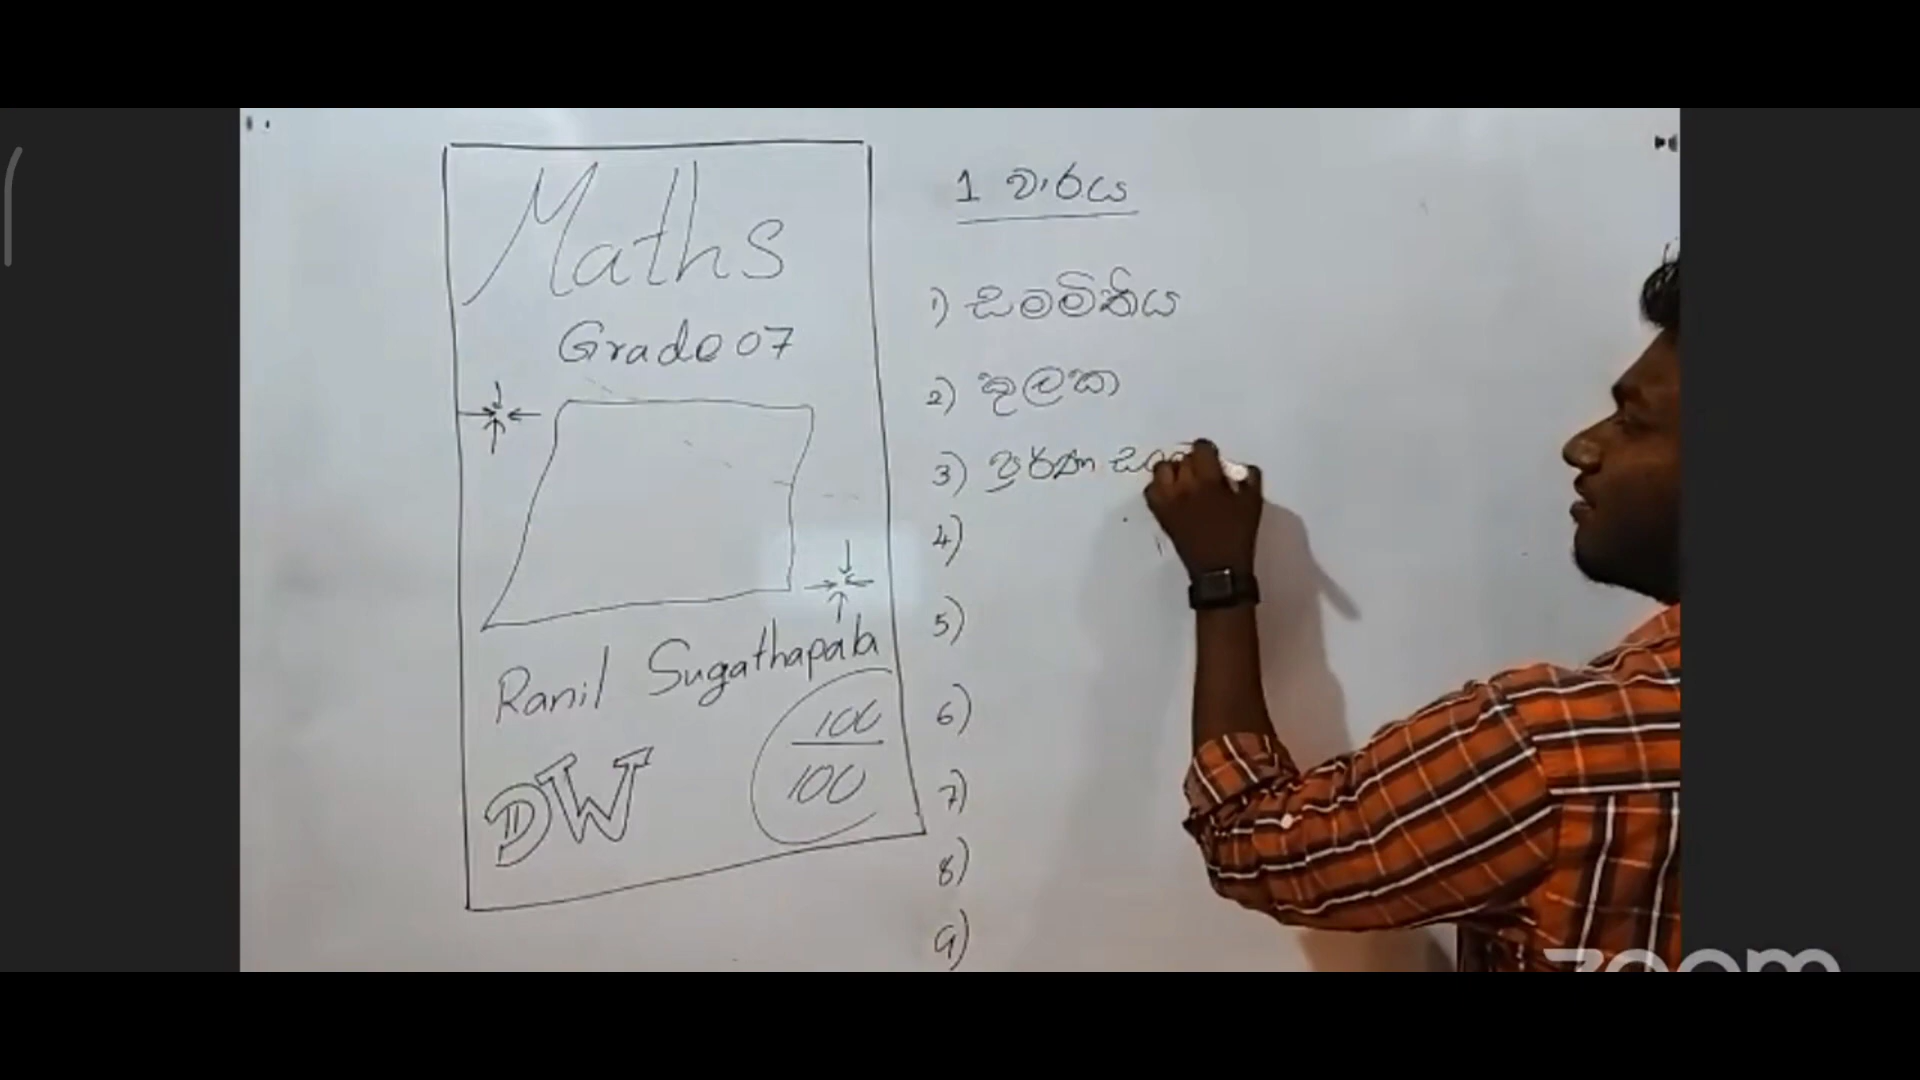 Maths
Grade 07
Ranil Sugathapala
DW
100
100
1 වාරය
1) සමමිතිය
2) කුලක
3) පූර්ණ
4)
5)
6)
7)
8)
9)
zoom